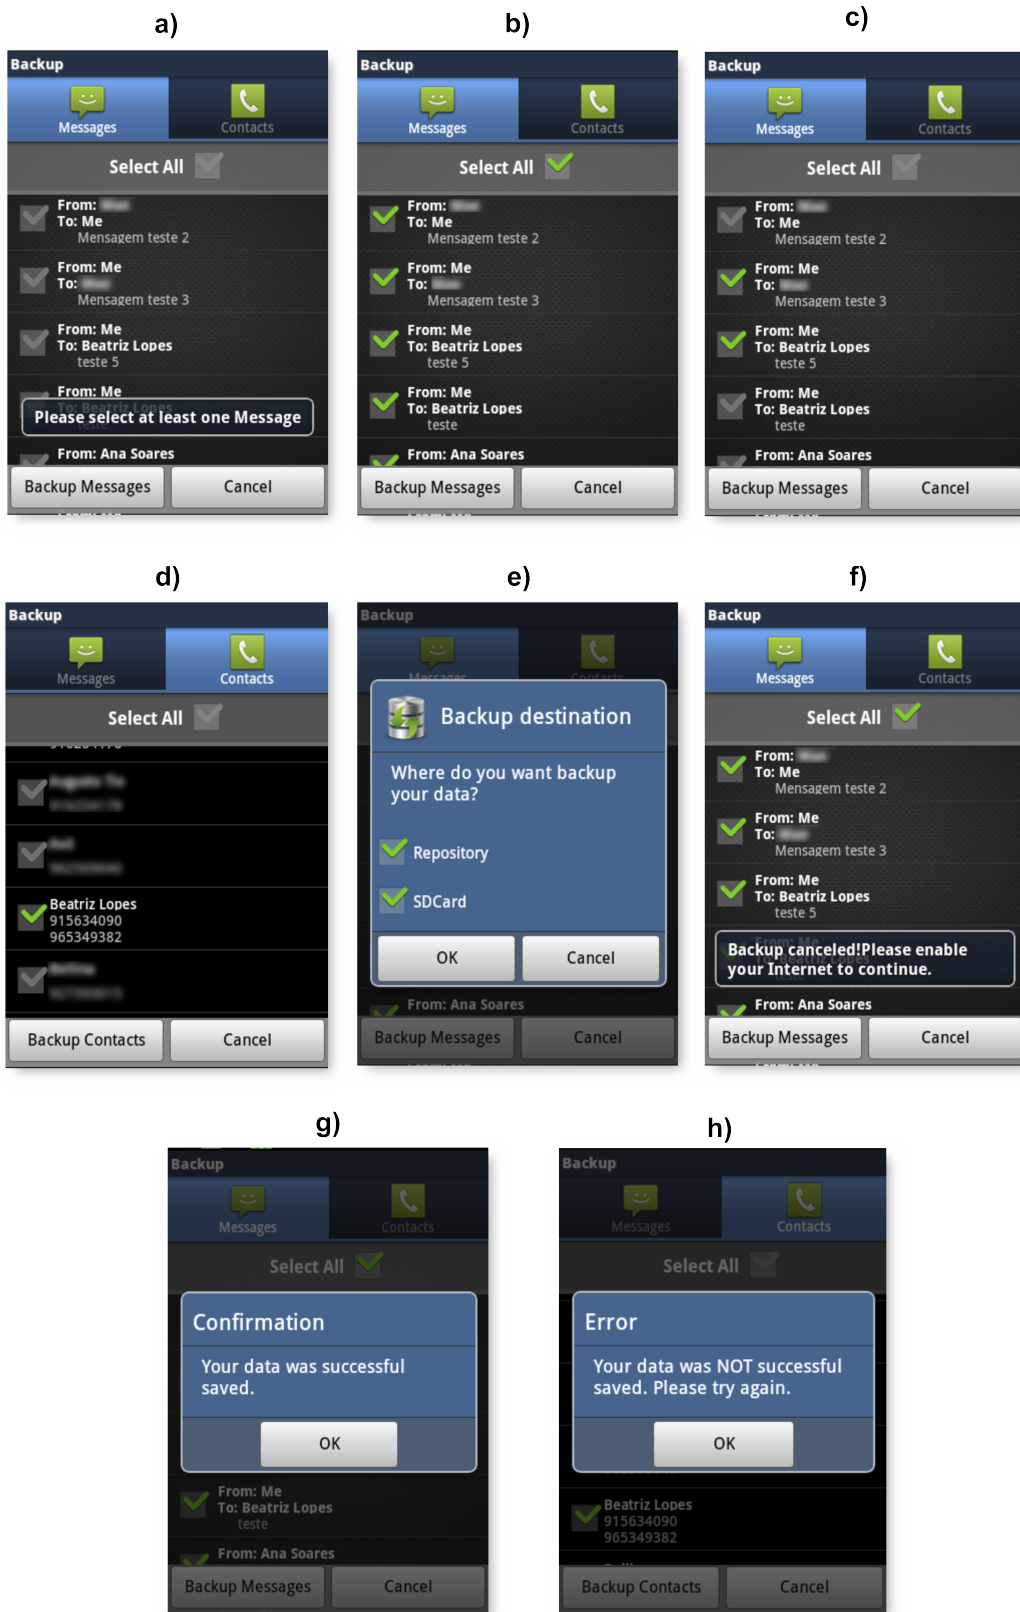 a)
Backup
Messages
Contacts
Select All
From:
To: Me
Mensagem teste 2
From: Me
To:
Mensagem teste 3
From: Me
To: Beatriz Lopes
teste 5
From: Me
To: Beatriz Lopes
teste
Please select at least one Message
From: Ana Soares
Backup Messages
Cancel
b)
Backup
Messages
Contacts
Select All
From:
To: Me
Mensagem teste 2
From: Me
To:
Mensagem teste 3
From: Me
To: Beatriz Lopes
teste 5
From: Me
To: Beatriz Lopes
teste
From: Ana Soares
Backup Messages
Cancel
c)
Backup
Messages
Contacts
Select All
From:
To: Me
Mensagem teste 2
From: Me
To:
Mensagem teste 3
From: Me
To: Beatriz Lopes
teste 5
From: Me
To: Beatriz Lopes
teste
From: Ana Soares
Backup Messages
Cancel
d)
Backup
Messages
Contacts
Select All
Beatriz Lopes
915634090
965349382
Backup Contacts
Cancel
e)
Backup
Messages
Backup destination
Where do you want backup
your data?
Repository
SDCard
OK
Cancel
From: Ana Soares
Backup Messages
Cancel
f)
Backup
Messages
Contacts
Select All
From:
To: Me
Mensagem teste 2
From: Me
To:
Mensagem teste 3
From: Me
To: Beatriz Lopes
teste 5
Backup canceled!Please enable
your Internet to continue.
From: Ana Soares
Backup Messages
Cancel
g)
Backup
Messages
Contacts
Select All
Confirmation
Your data was successful
saved.
OK
From: Me
To: Beatriz Lopes
teste
From: Ana Soares
Backup Messages
Cancel
h)
Backup
Messages
Contacts
Select All
Error
Your data was NOT successful
saved. Please try again.
OK
Beatriz Lopes
915634090
965349382
Backup Contacts
Cancel